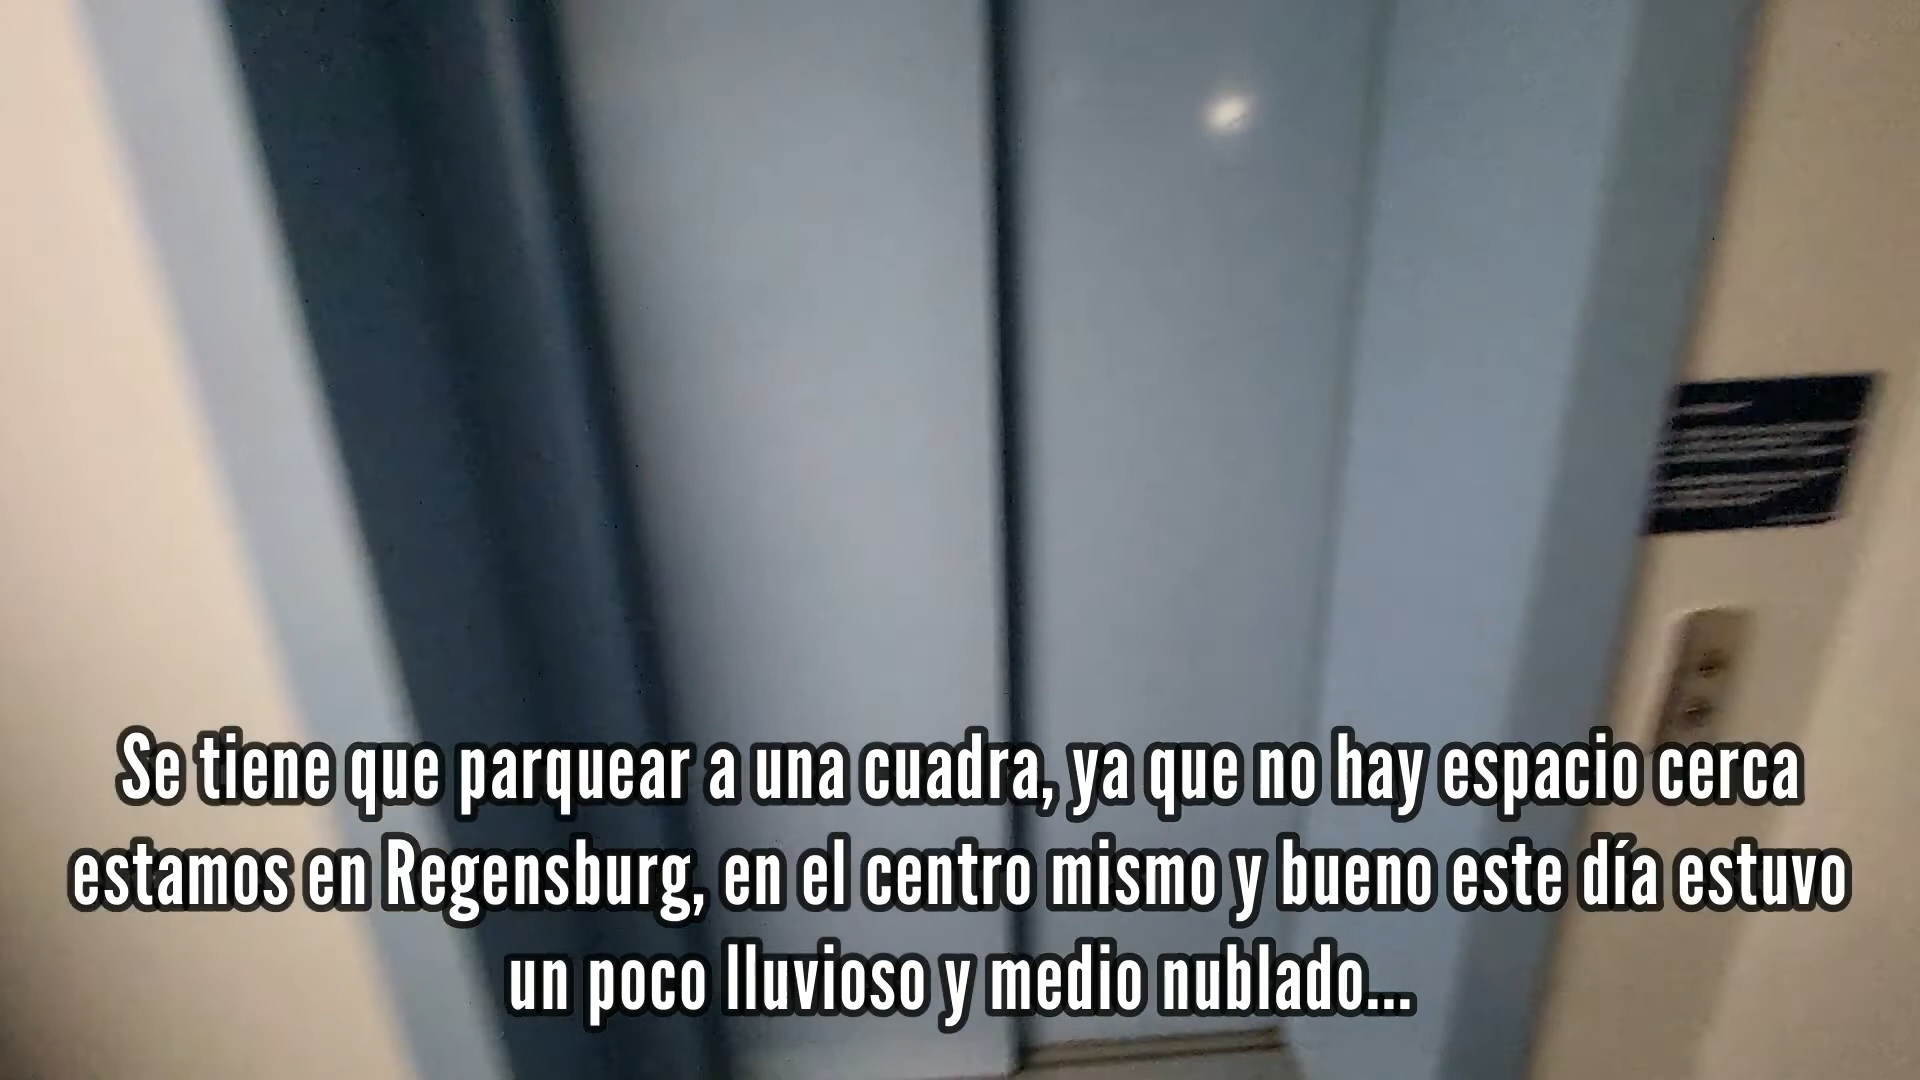 Se tiene que parquear a una cuadra, ya que no hay espacio cerca
estamos en Regensburg, en el centro mismo y bueno este día estuvo
un poco lluvioso y medio nublado...